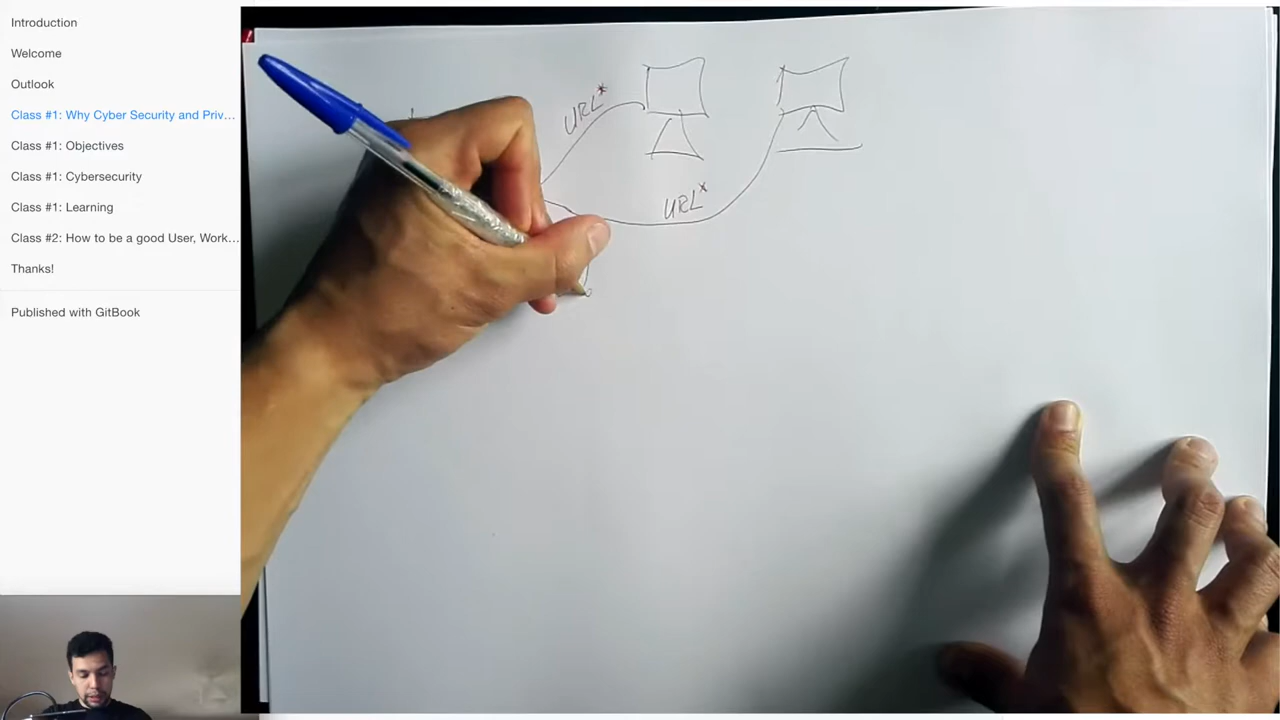 Introduction
Welcome
Outlook
Class #1: Why Cyber Security and Priv...
Class #1: Objectives
Class #1: Cybersecurity
Class #1: Learning
Class #2: How to be a good User, Work...
Thanks!
Published with GitBook
URL*
URL*